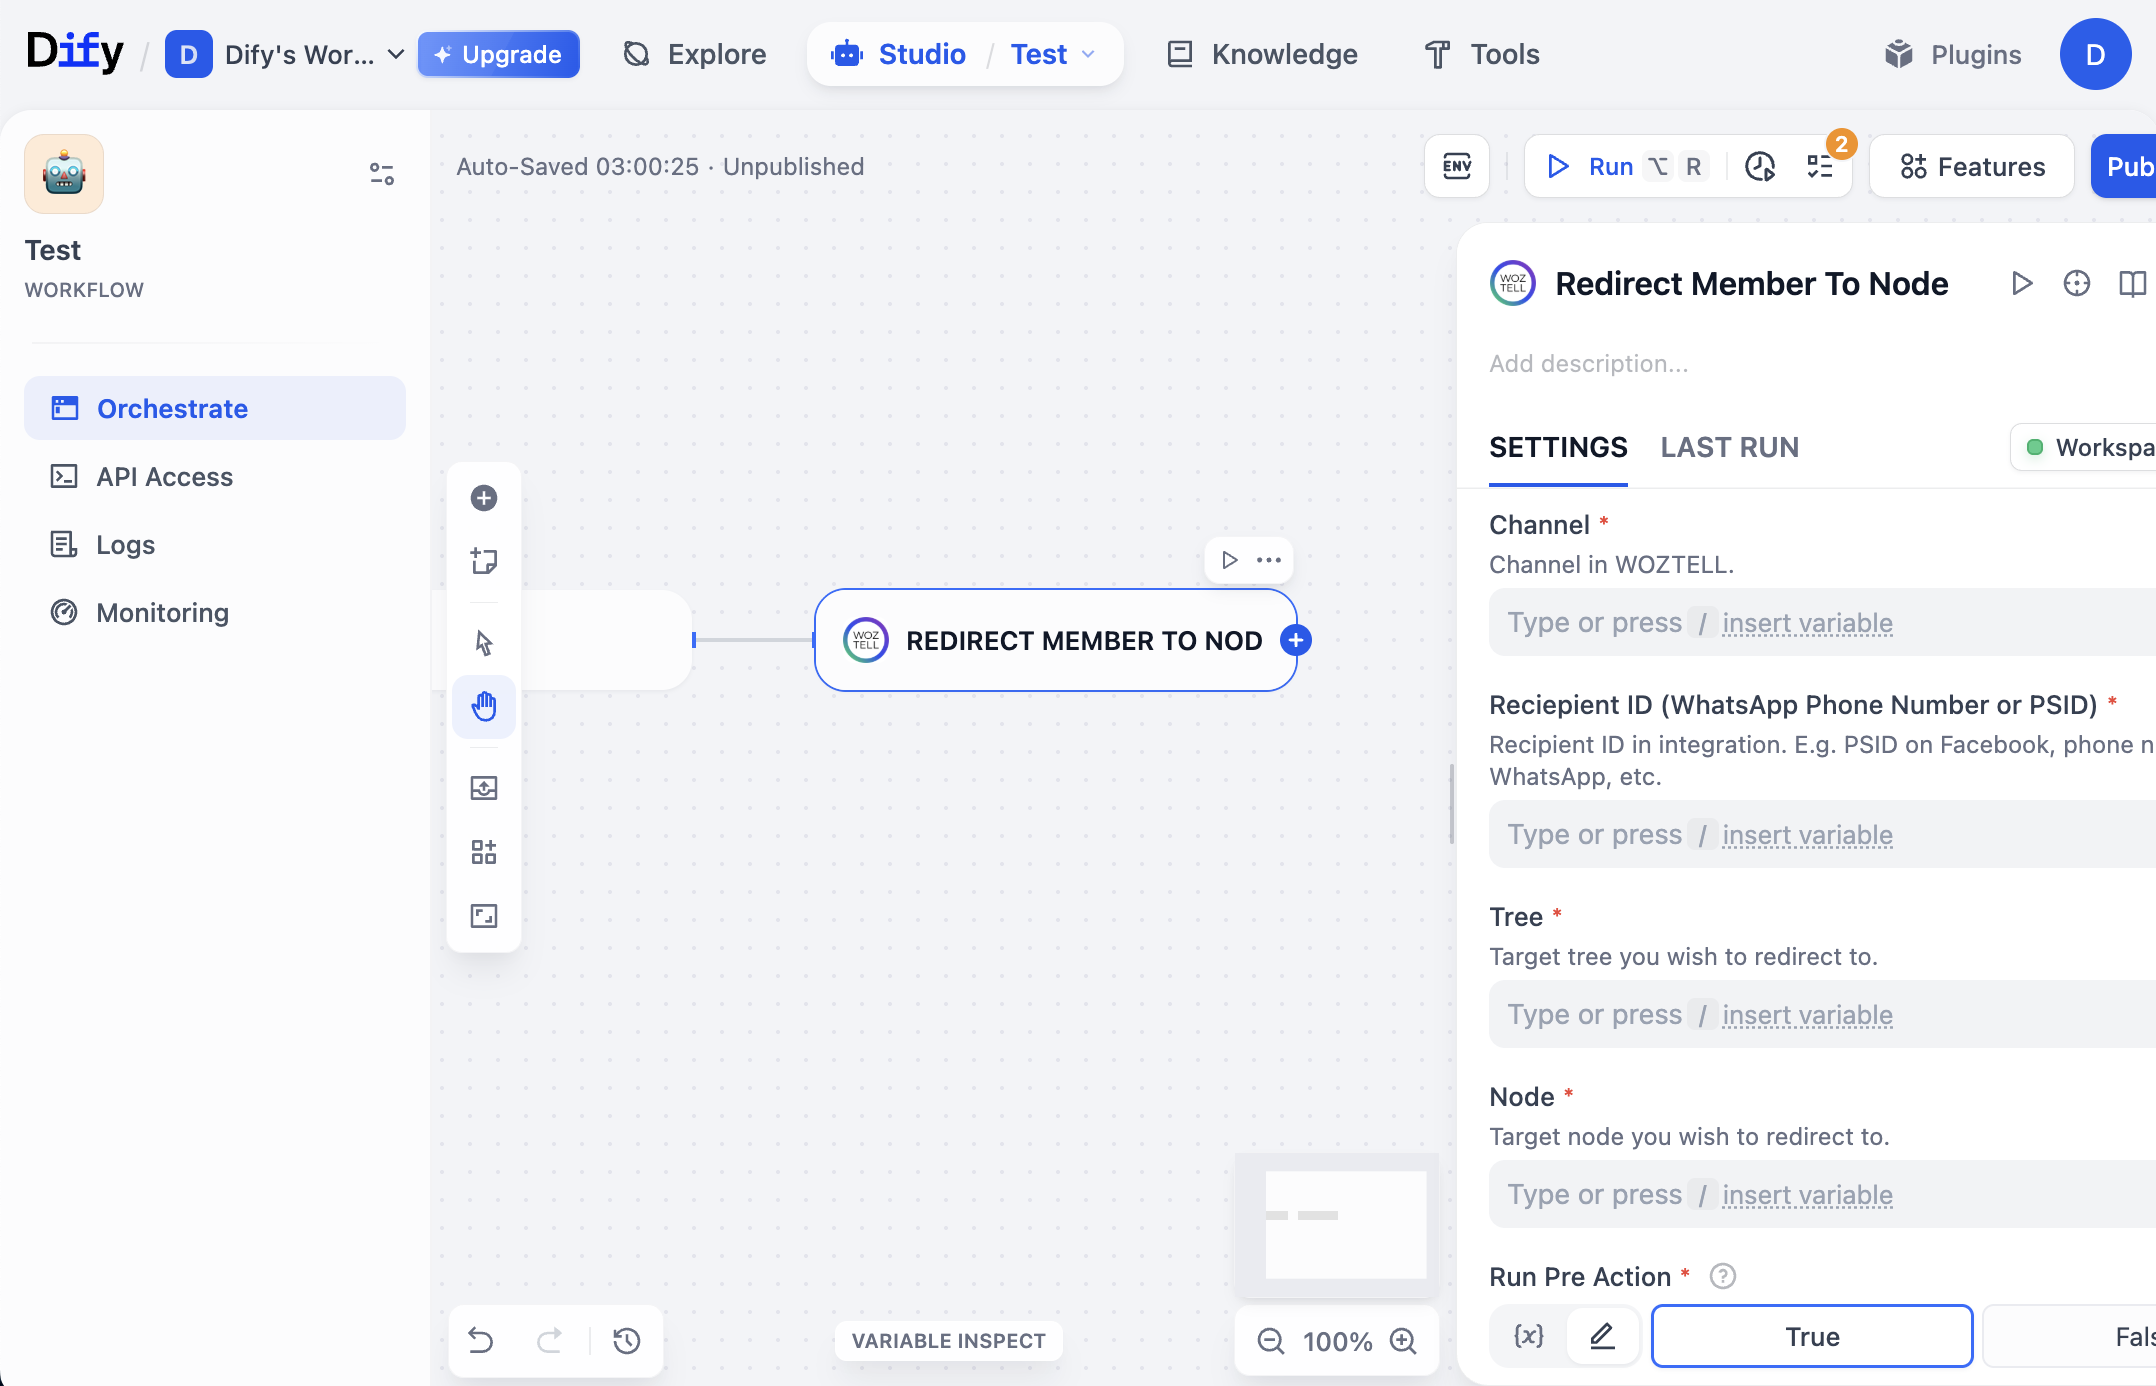 Dify / D Dify's Wor... Upgrade Explore Studio / Test Knowledge Tools Plugins D
Test
WORKFLOW
Orchestrate
API Access
Logs
Monitoring
Auto-Saved 03:00:25 · Unpublished
ENV Run ⌥ R 2 Features Pub
WOZ
TELL
REDIRECT MEMBER TO NOD
VARIABLE INSPECT
100%
WOZ
TELL
Redirect Member To Node
Add description...
SETTINGS LAST RUN Workspa
Channel *
Channel in WOZTELL.
Type or press / insert variable
Reciepient ID (WhatsApp Phone Number or PSID) *
Recipient ID in integration. E.g. PSID on Facebook, phone n
WhatsApp, etc.
Type or press / insert variable
Tree *
Target tree you wish to redirect to.
Type or press / insert variable
Node *
Target node you wish to redirect to.
Type or press / insert variable
Run Pre Action * ?
{x} True Fals